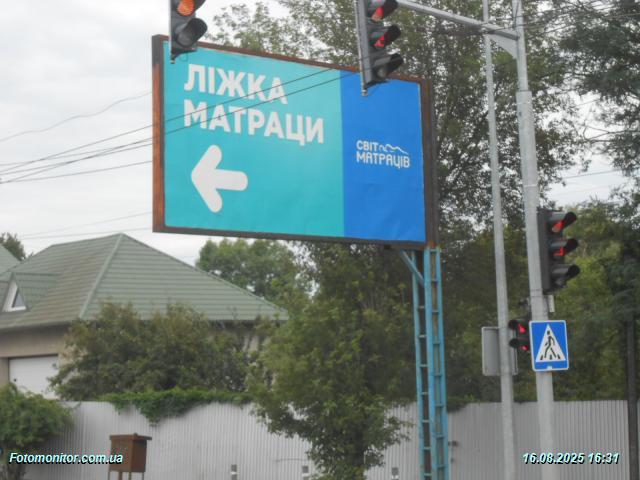 ЛІЖКА
МАТРАЦИ
СВІТ
МАТРАЦІВ
Fotomonitor.com.ua
16.08.2025 16:31